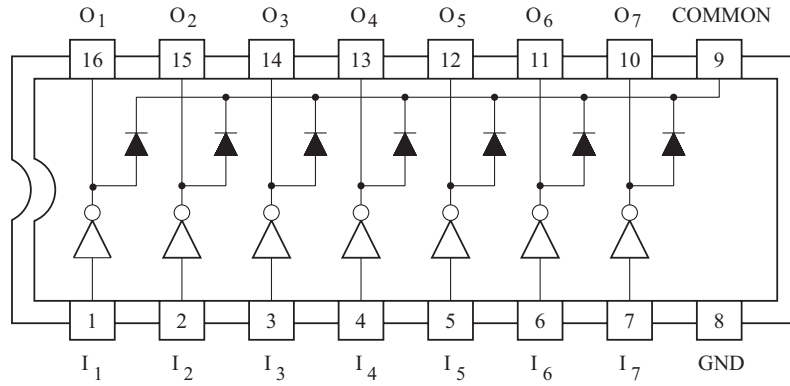 O1 O2 O3 O4 O5 O6 O7 COMMON
16 15 14 13 12 11 10 9
1 2 3 4 5 6 7 8
I1 I2 I3 I4 I5 I6 I7 GND